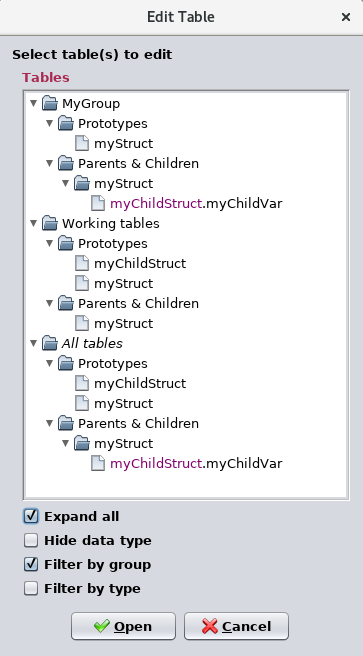 Edit Table
Select table(s) to edit
Tables
MyGroup
Prototypes
myStruct
Parents & Children
myStruct
myChildStruct.myChildVar
Working tables
Prototypes
myChildStruct
myStruct
Parents & Children
myStruct
All tables
Prototypes
myChildStruct
myStruct
Parents & Children
myStruct
myChildStruct.myChildVar
Expand all
Hide data type
Filter by group
Filter by type
Open Cancel